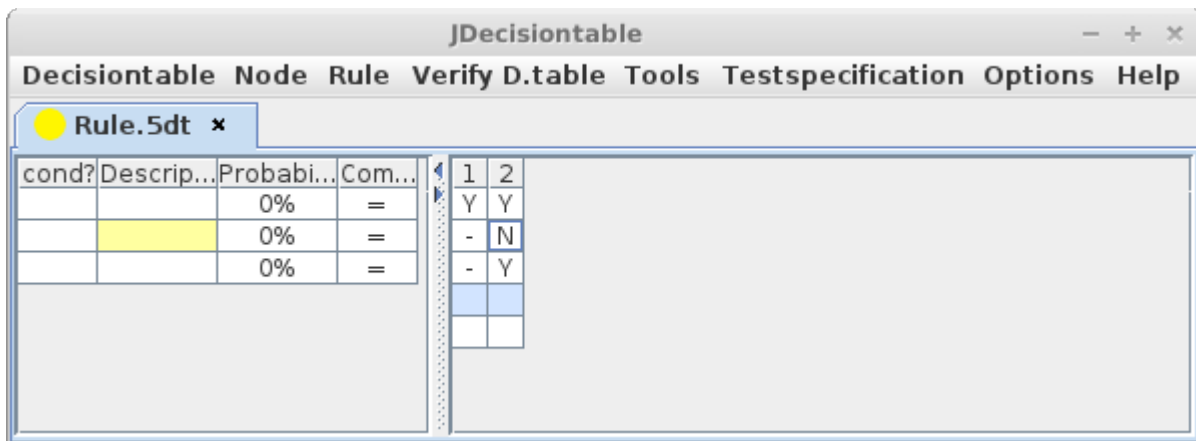 JDecisiontable
Decisiontable Node Rule Verify D.table Tools Testspecification Options Help
Rule.5dt
cond? Descrip... Probabi... Com... 1 2
0% = Y Y
0% = - N
0% = - Y